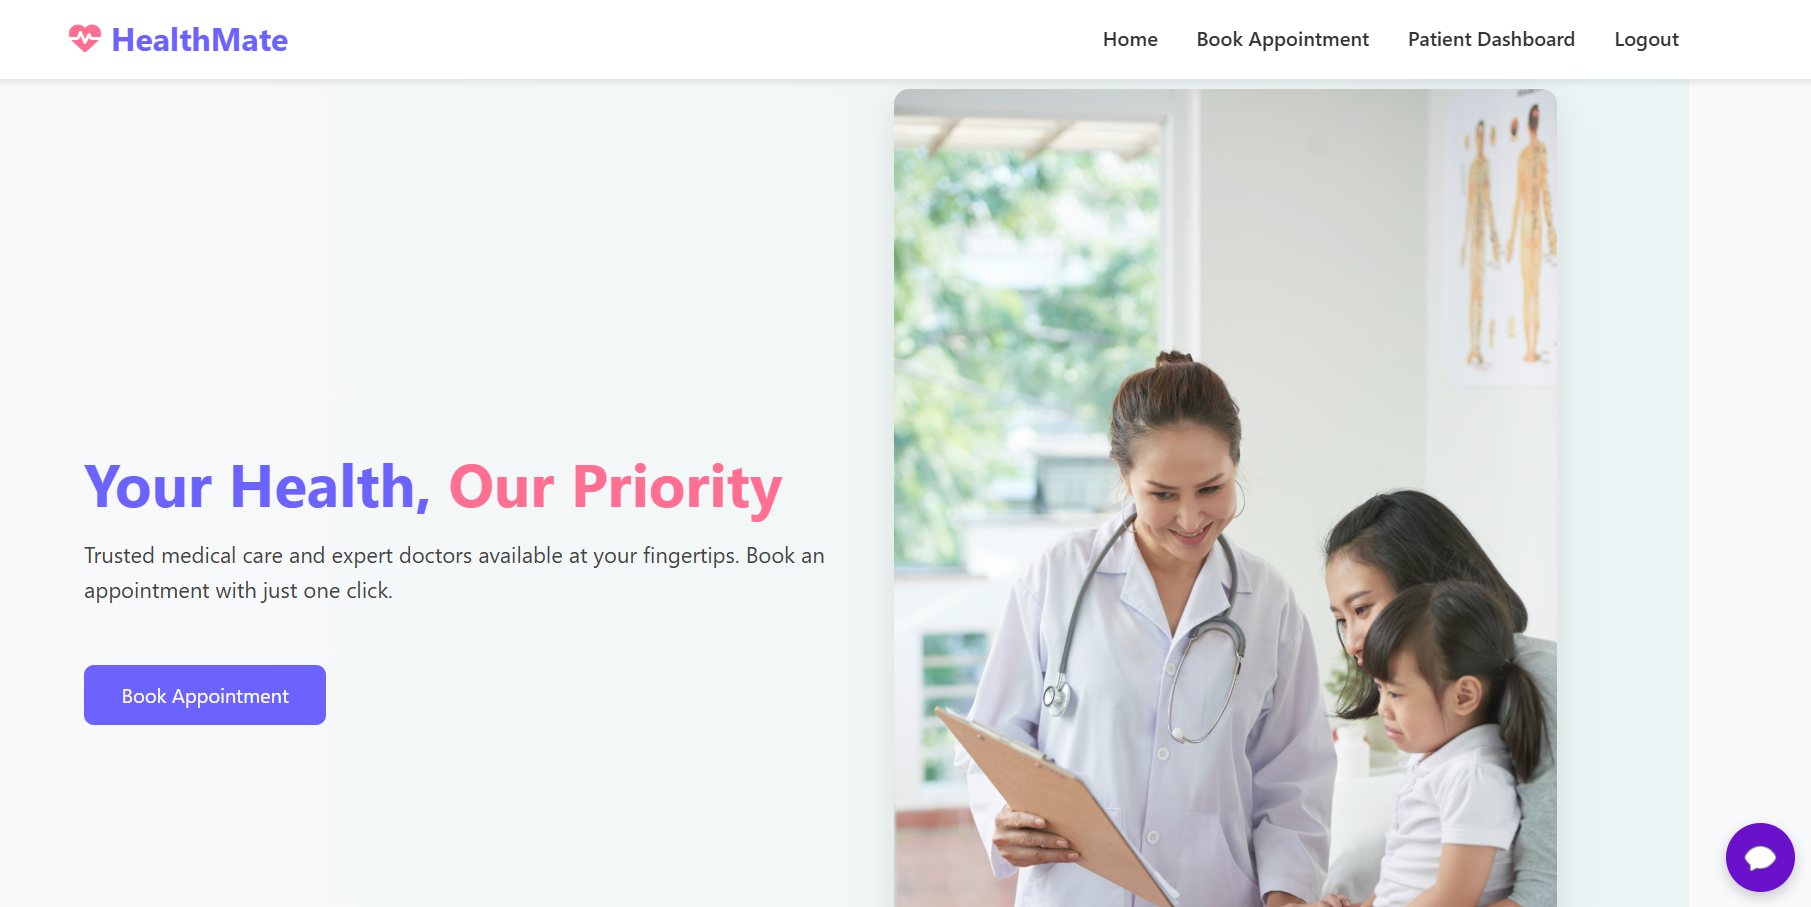 HealthMate
Home
Book Appointment
Patient Dashboard
Logout
Your Health, Our Priority
Trusted medical care and expert doctors available at your fingertips. Book an
appointment with just one click.
Book Appointment